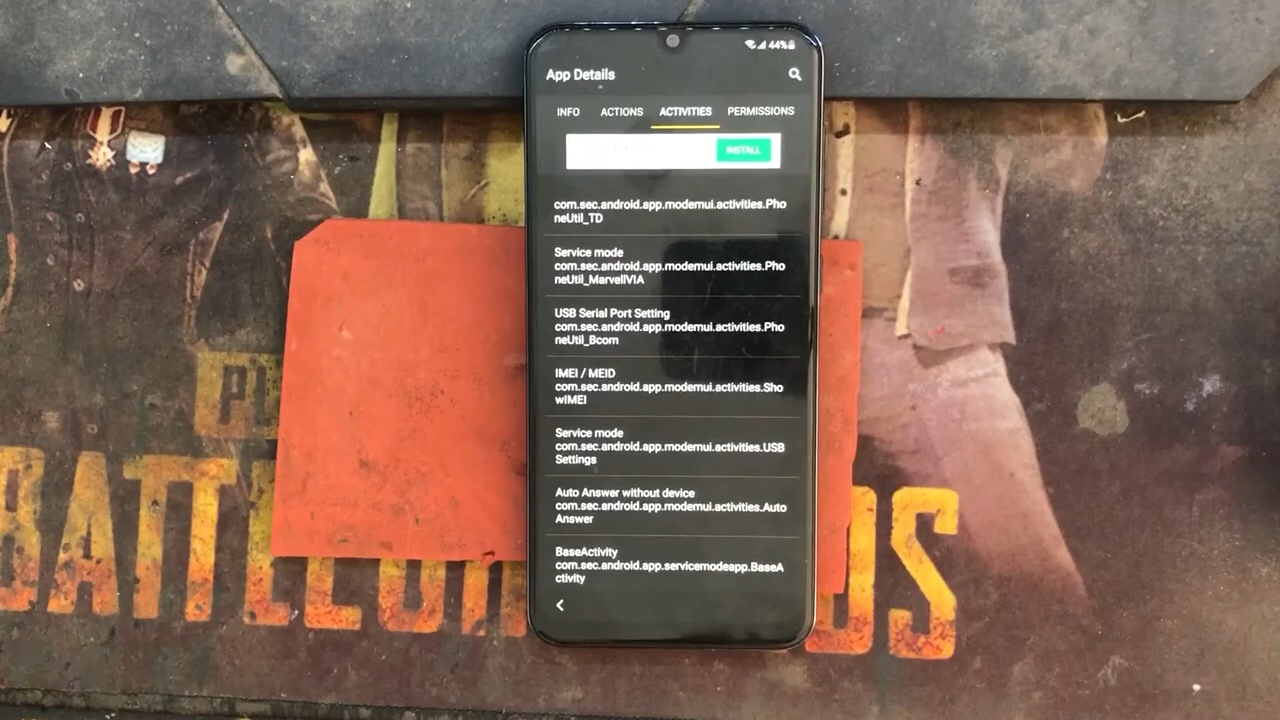 44%
App Details
INFO ACTIONS ACTIVITIES PERMISSIONS
INSTALL
com.sec.android.app.modemui.activities.Pho
neUtil_TD
Service mode
com.sec.android.app.modemui.activities.Pho
neUtil_MarvellVIA
USB Serial Port Setting
com.sec.android.app.modemui.activities.Pho
neUtil_Bcom
IMEI / MEID
com.sec.android.app.modemui.activities.Sho
wIMEI
Service mode
com.sec.android.app.modemui.activities.USB
Settings
Auto Answer without device
com.sec.android.app.modemui.activities.Auto
Answer
BaseActivity
com.sec.android.app.servicemodeapp.BaseA
ctivity